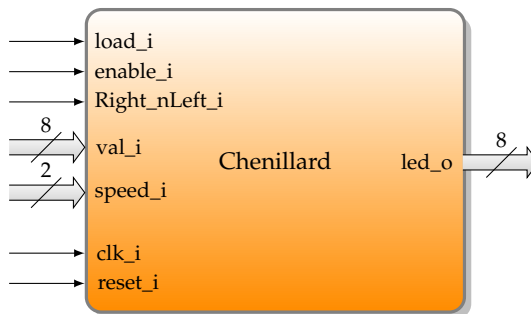 load_i
enable_i
Right_nLeft_i
8
val_i
Chenillard
led_o
8
2
speed_i
clk_i
reset_i